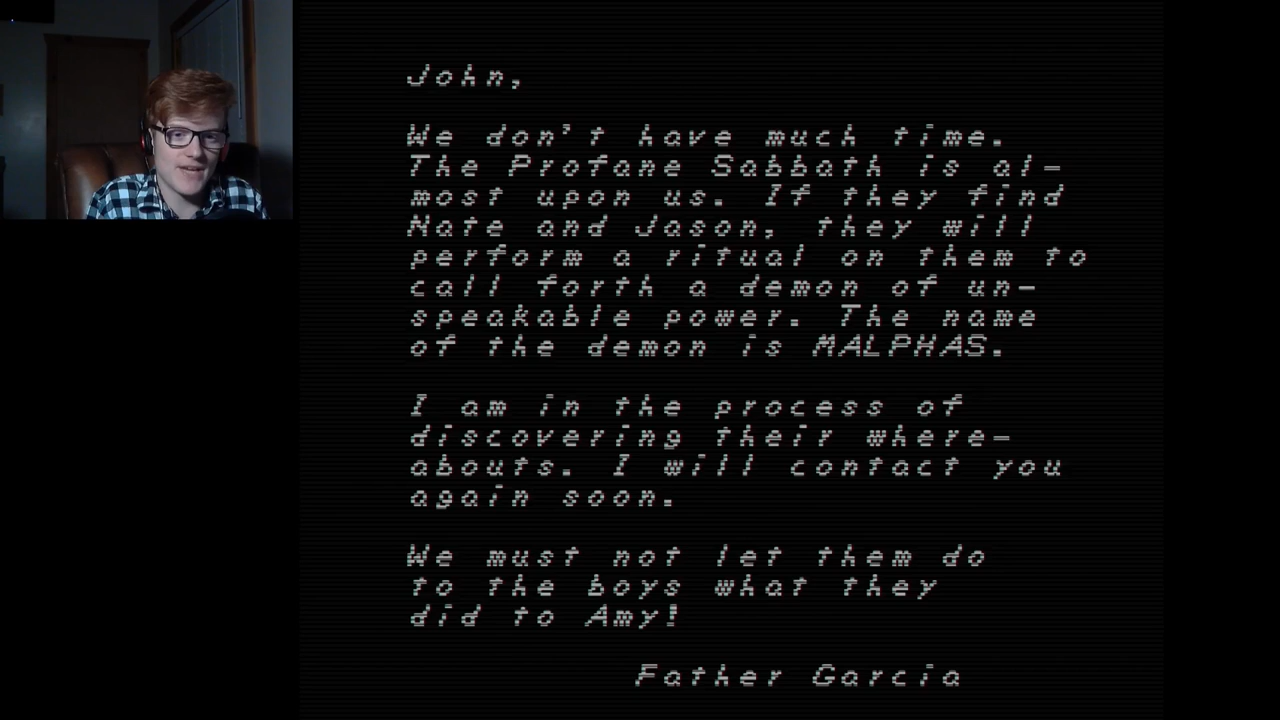 John,
We don't have much time.
The Profane Sabbath is al-
most upon us. If they find
Nate and Jason, they will
perform a ritual on them to
call forth a demon of un-
speakable power. The name
of the demon is MALPHAS.
I am in the process of
discovering their where-
abouts. I will contact you
again soon.
We must not let them do
to the boys what they
did to Amy!
Father Garcia